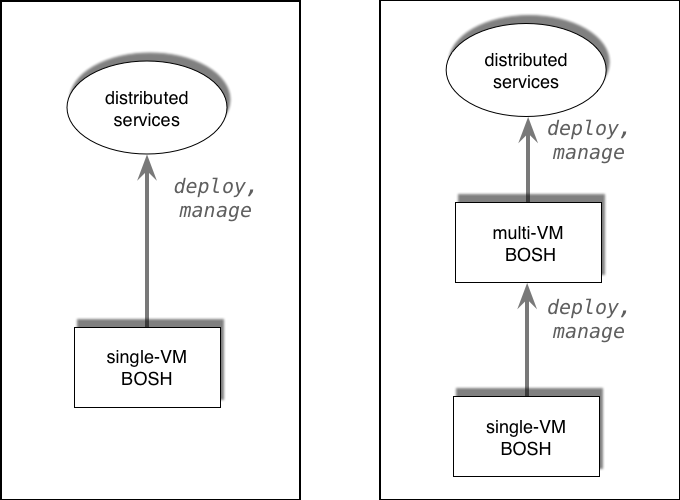 distributed
services
deploy,
manage
single-VM
BOSH
distributed
services
deploy,
manage
multi-VM
BOSH
deploy,
manage
single-VM
BOSH